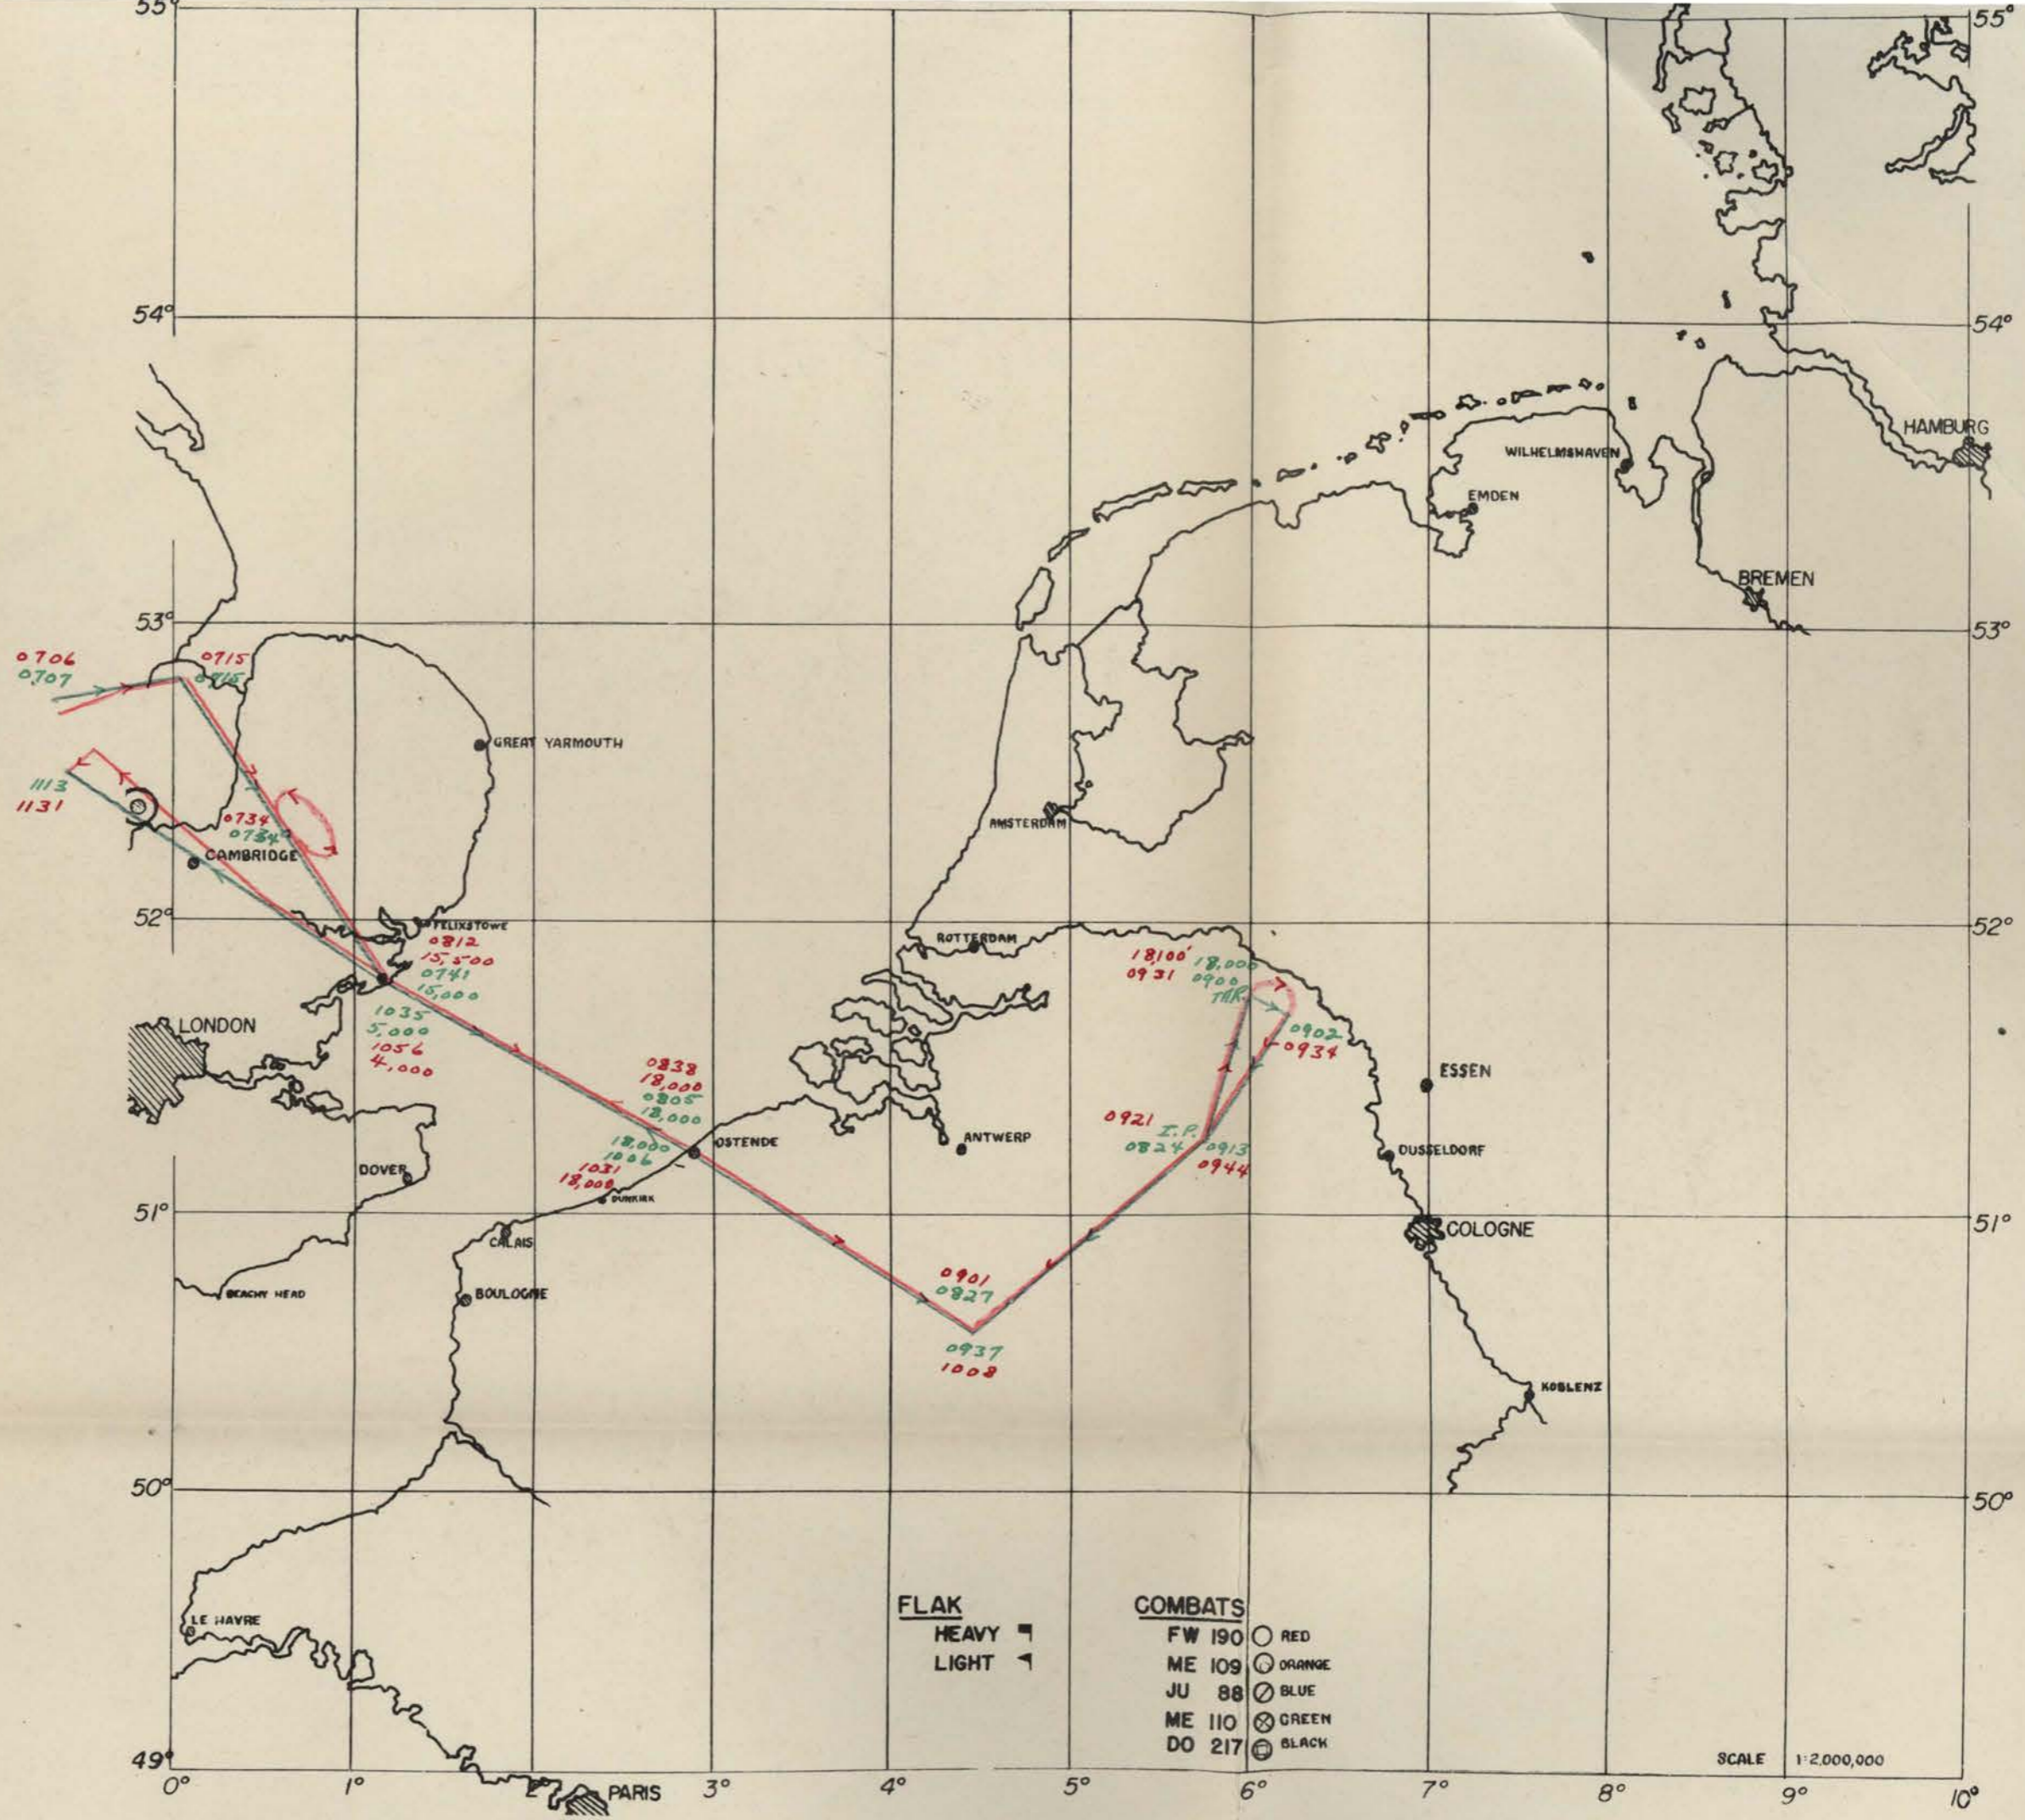 55°
55°
54°
54°
HAMBURG
WILHELMSHAVEN
EMDEN
BREMEN
53°
53°
0706
0707
0715
0715
GREAT YARMOUTH
1113
1131
0734
0734
CAMBRIDGE
AMSTERDAM
52°
52°
FELIXSTOWE
0812
15,500
0741
15,000
ROTTERDAM
18,100'
0931
18,000
0900
TAR.
0902
0934
LONDON
1035
5,000
1056
4,000
0838
18,000
0805
18,000
ESSEN
0921
I.P.
0824
0913
0944
18,000
1006
OSTENDE
ANTWERP
DUSSELDORF
1031
18,000
DOVER
DUNKIRK
51°
51°
COLOGNE
CALAIS
0901
0827
BEACHY HEAD
BOULOGNE
0937
1008
KOBLENZ
50°
50°
LE HAVRE
FLAK
HEAVY
LIGHT
COMBATS
FW 190 RED
ME 109 ORANGE
JU 88 BLUE
ME 110 GREEN
DO 217 BLACK
SCALE 1:2,000,000
49°
0° 1° 2° 3° 4° 5° 6° 7° 8° 9° 10°
PARIS